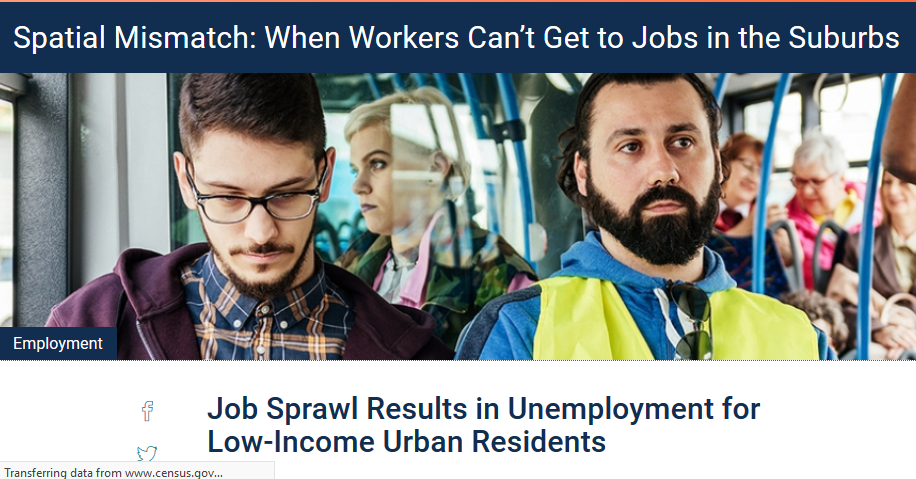 Spatial Mismatch: When Workers Can’t Get to Jobs in the Suburbs
Employment
Job Sprawl Results in Unemployment for
Low-Income Urban Residents
Transferring data from www.census.gov...